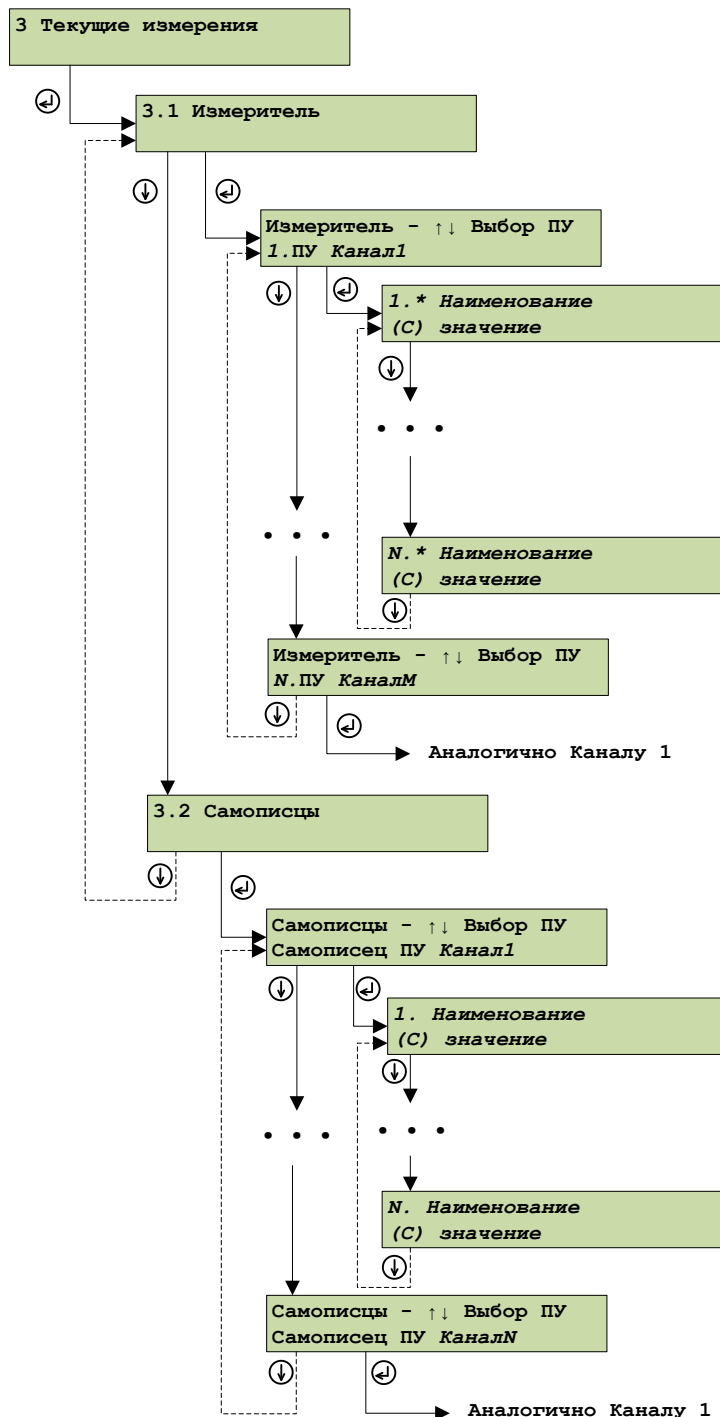 3 Текущие измерения
3.1 Измеритель
Измеритель - ↑↓ Выбор ПУ
1.ПУ Канал1
1.* Наименование
(С) значение
• • •
• • •
N.* Наименование
(С) значение
Измеритель - ↑↓ Выбор ПУ
N.ПУ КаналM
Аналогично Каналу 1
3.2 Самописцы
Самописцы - ↑↓ Выбор ПУ
Самописец ПУ Канал1
1. Наименование
(С) значение
• • • • • •
N. Наименование
(С) значение
Самописцы - ↑↓ Выбор ПУ
Самописец ПУ КаналN
Аналогично Каналу 1